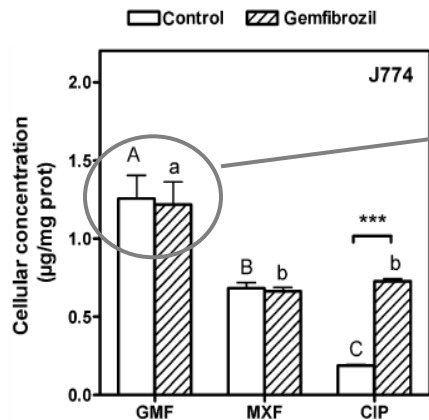 Control Gemfibrozil
J774
Cellular concentration
(µg/mg prot)
2.0
1.5
1.0
0.5
0.0
A a
B b
***
C b
GMF MXF CIP